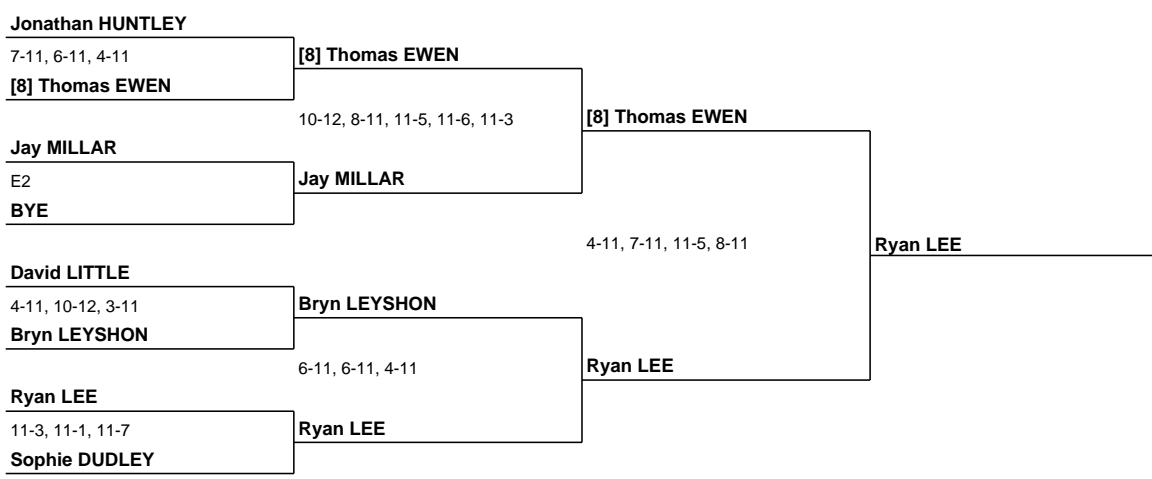 Jonathan HUNTLEY
7-11, 6-11, 4-11
[8] Thomas EWEN
Jay MILLAR
E2
BYE
David LITTLE
4-11, 10-12, 3-11
Bryn LEYSHON
Ryan LEE
11-3, 11-1, 11-7
Sophie DUDLEY
[8] Thomas EWEN
10-12, 8-11, 11-5, 11-6, 11-3
Jay MILLAR
Bryn LEYSHON
6-11, 6-11, 4-11
Ryan LEE
[8] Thomas EWEN
4-11, 7-11, 11-5, 8-11
Ryan LEE
Ryan LEE